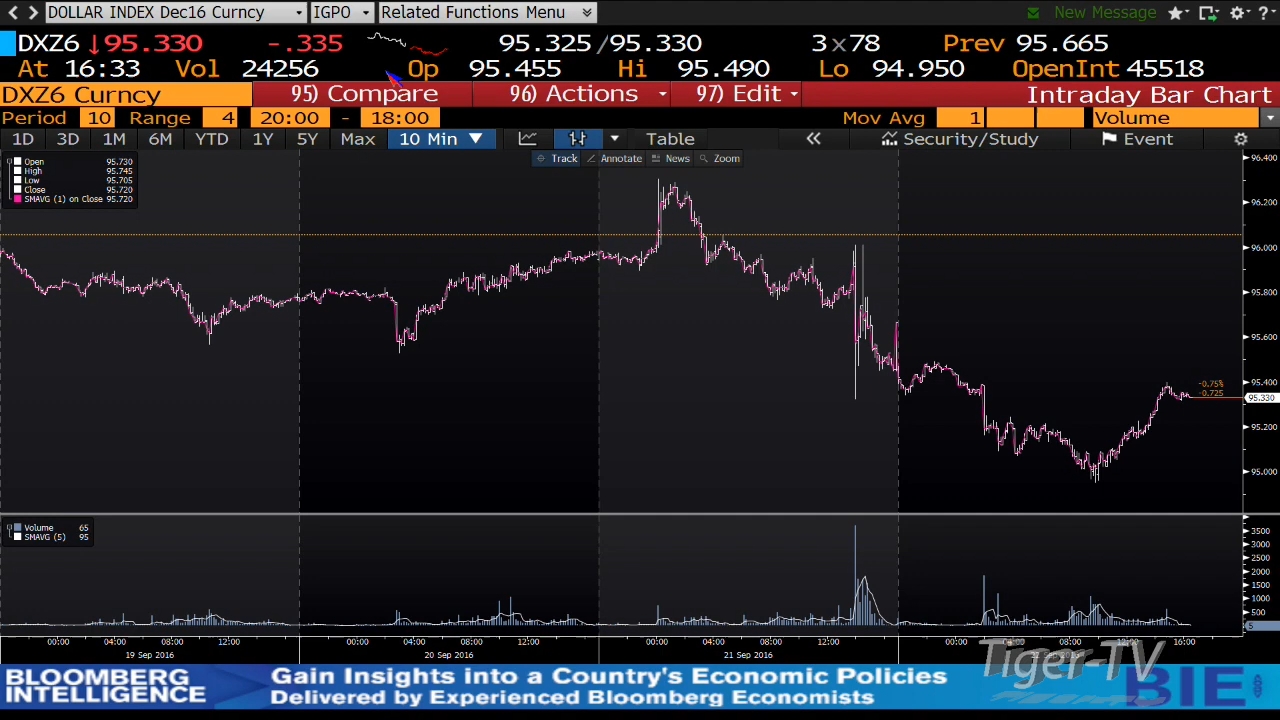 DOLLAR INDEX Dec16 Curncy IGPO Related Functions Menu New Message
DXZ6 ↓95.330 -.335 95.325/95.330 3x78 Prev 95.665
At 16:33 Vol 24256 Op 95.455 Hi 95.490 Lo 94.950 OpenInt 45518
DXZ6 Curncy 95) Compare 96) Actions 97) Edit Intraday Bar Chart
Period 10 Range 4 20:00 - 18:00 Mov Avg 1 Volume
1D 3D 1M 6M YTD 1Y 5Y Max 10 Min ▼ Table « Security/Study Event
Track Annotate News Zoom
Open 95.730
High 95.745
Low 95.705
Close 95.720
SMAVG (1) on Close 95.720
96.400
96.200
96.000
95.800
95.600
95.400
-0.75%
-0.725
95.330
95.200
95.000
Volume 65
SMAVG (5) 95
3500
3000
2500
2000
1500
1000
500
5
00:00 04:00 08:00 12:00 00:00 04:00 08:00 12:00 00:00 04:00 08:00 12:00 00:00 04:00 08:00 12:00 16:00
19 Sep 2016 20 Sep 2016 21 Sep 2016
Tiger-TV
BLOOMBERG
INTELLIGENCE
Gain Insights into a Country's Economic Policies
Delivered by Experienced Bloomberg Economists
BIE